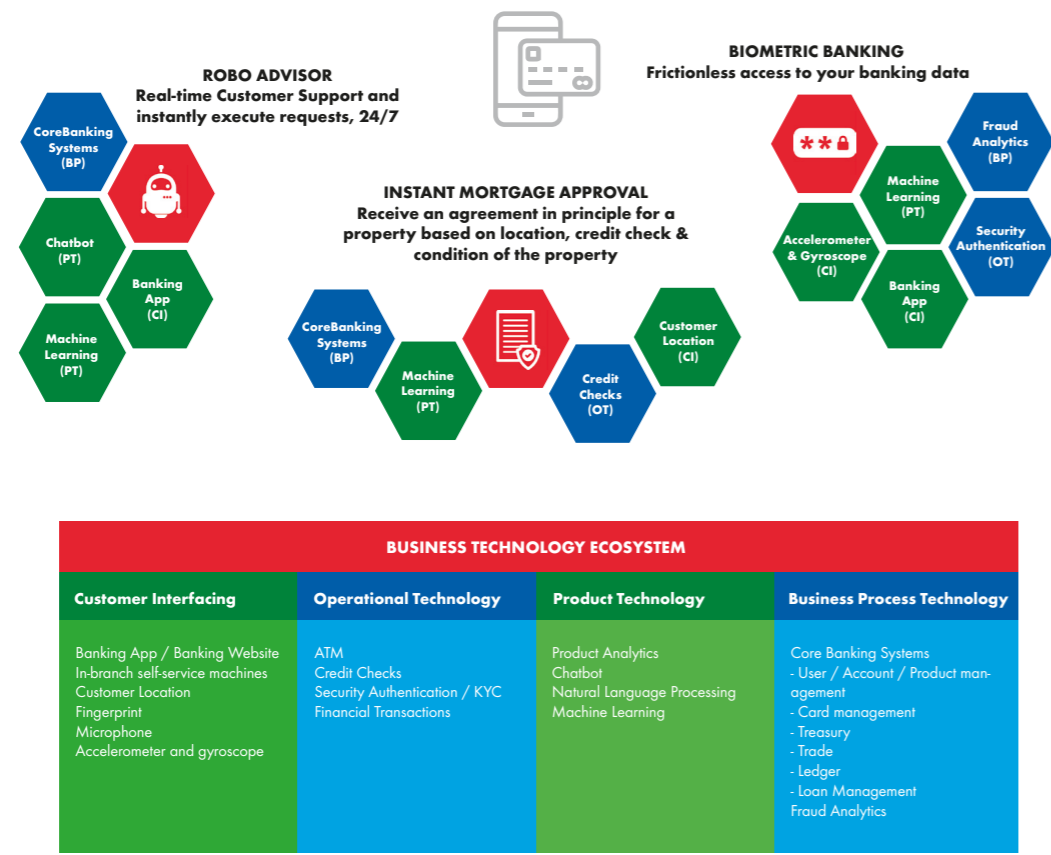 ROBO ADVISOR
Real-time Customer Support and
instantly execute requests, 24/7
CoreBanking
Systems
(BP)
Chatbot
(PT)
Banking
App
(CI)
Machine
Learning
(PT)
INSTANT MORTGAGE APPROVAL
Receive an agreement in principle for a
property based on location, credit check &
condition of the property
CoreBanking
Systems
(BP)
Machine
Learning
(PT)
Credit
Checks
(OT)
Customer
Location
(CI)
BIOMETRIC BANKING
Frictionless access to your banking data
**
Fraud
Analytics
(BP)
Machine
Learning
(PT)
Security
Authentication
(OT)
Accelerometer
& Gyroscope
(CI)
Banking
App
(CI)
BUSINESS TECHNOLOGY ECOSYSTEM
Customer Interfacing
Banking App / Banking Website
In-branch self-service machines
Customer Location
Fingerprint
Microphone
Accelerometer and gyroscope
Operational Technology
ATM
Credit Checks
Security Authentication / KYC
Financial Transactions
Product Technology
Product Analytics
Chatbot
Natural Language Processing
Machine Learning
Business Process Technology
Core Banking Systems
- User / Account / Product man-
agement
- Card management
- Treasury
- Trade
- Ledger
- Loan Management
Fraud Analytics